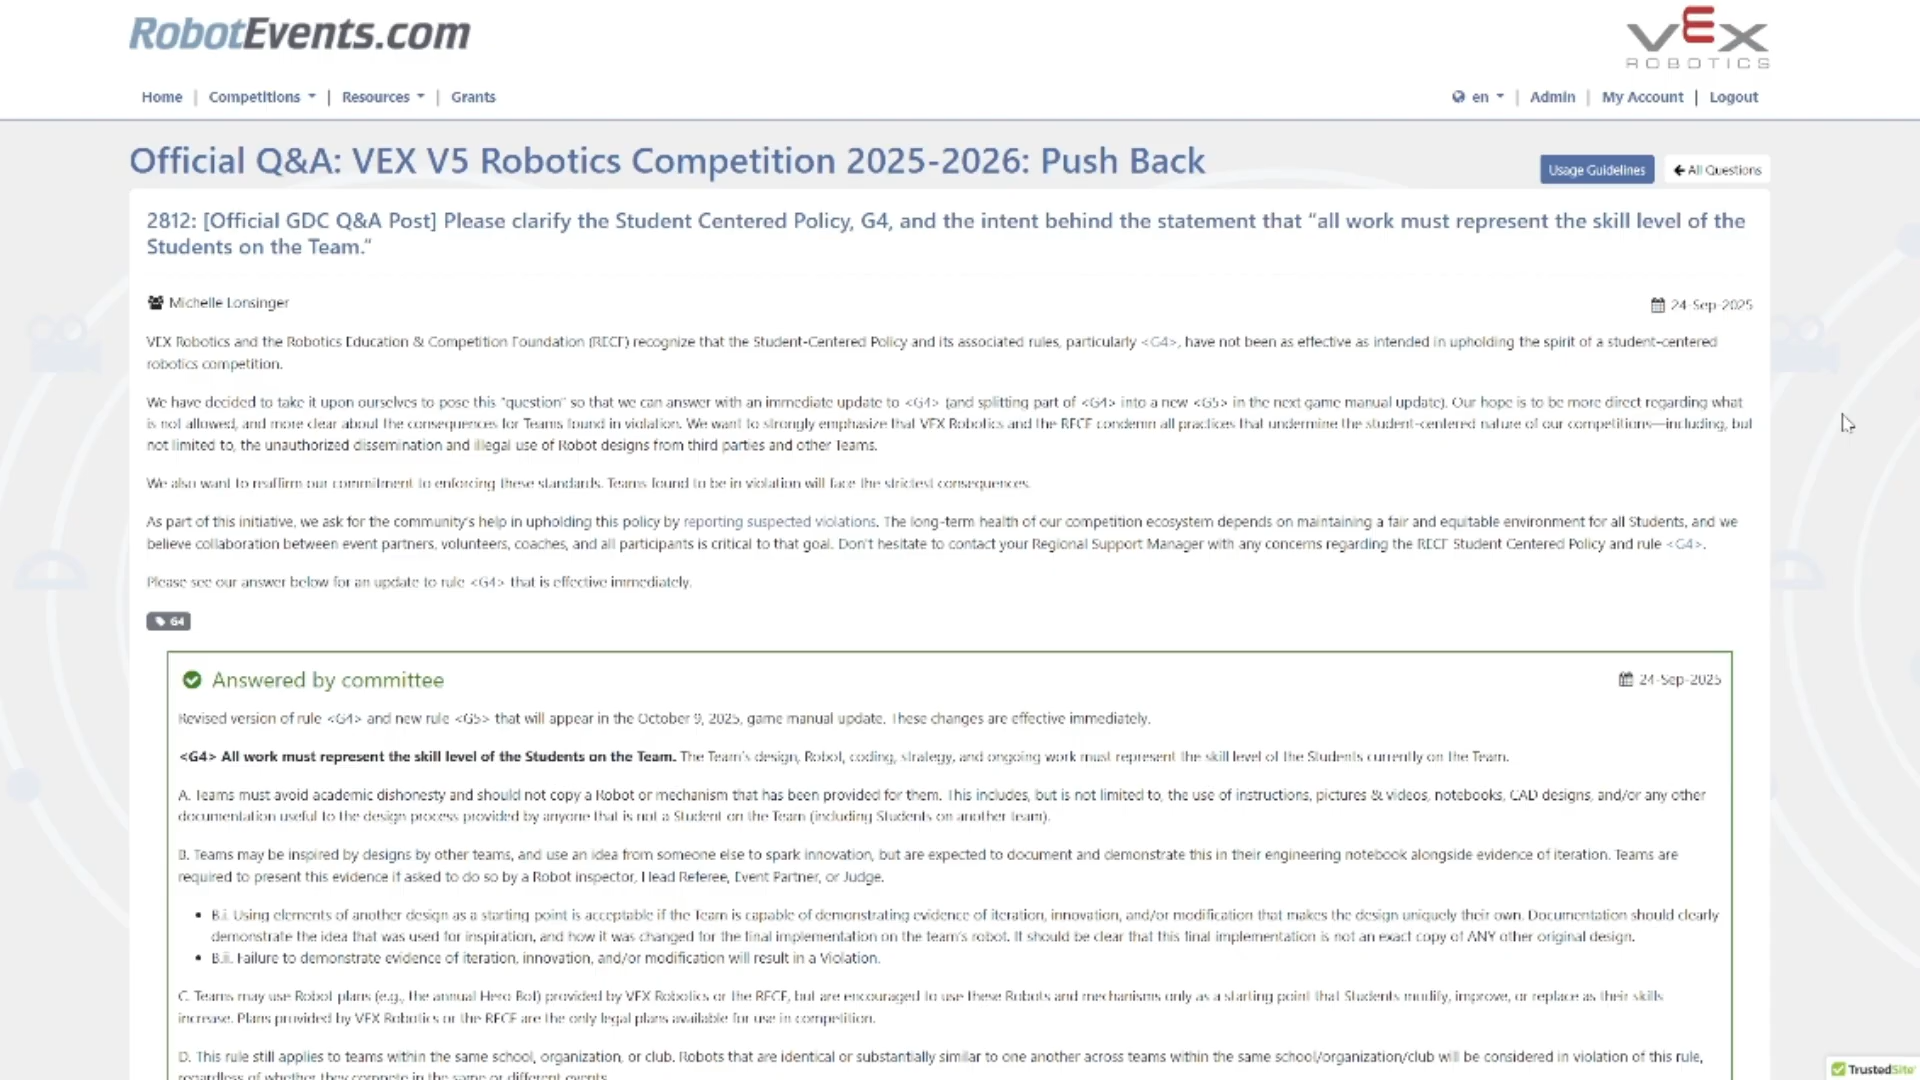 RobotEvents.com
VEX
ROBOTICS
Home | Competitions | Resources | Grants
en | Admin | My Account | Logout
Official Q&A: VEX V5 Robotics Competition 2025-2026: Push Back
Usage Guidelines
All Questions
2812: [Official GDC Q&A Post] Please clarify the Student Centered Policy, G4, and the intent behind the statement that “all work must represent the skill level of the
Students on the Team.”
Michelle Lonsinger
24-Sep-2025
VEX Robotics and the Robotics Education & Competition Foundation (RECF) recognize that the Student-Centered Policy and its associated rules, particularly <G4>, have not been as effective as intended in upholding the spirit of a student-centered
robotics competition.
We have decided to take it upon ourselves to pose this "question" so that we can answer with an immediate update to <G4> (and splitting part of <G4> into a new <G5> in the next game manual update). Our hope is to be more direct regarding what
is not allowed, and more clear about the consequences for Teams found in violation. We want to strongly emphasize that VEX Robotics and the RECF condemn all practices that undermine the student-centered nature of our competitions—including, but
not limited to, the unauthorized dissemination and illegal use of Robot designs from third parties and other Teams.
We also want to reaffirm our commitment to enforcing these standards. Teams found to be in violation will face the strictest consequences.
As part of this initiative, we ask for the community's help in upholding this policy by reporting suspected violations. The long-term health of our competition ecosystem depends on maintaining a fair and equitable environment for all Students, and we
believe collaboration between event partners, volunteers, coaches, and all participants is critical to that goal. Don't hesitate to contact your Regional Support Manager with any concerns regarding the RECF Student Centered Policy and rule <G4>.
Please see our answer below for an update to rule <G4> that is effective immediately.
G4
Answered by committee
24-Sep-2025
Revised version of rule <G4> and new rule <G5> that will appear in the October 9, 2025, game manual update. These changes are effective immediately.
<G4> All work must represent the skill level of the Students on the Team. The Team's design, Robot, coding, strategy, and ongoing work must represent the skill level of the Students currently on the Team.
A. Teams must avoid academic dishonesty and should not copy a Robot or mechanism that has been provided for them. This includes, but is not limited to, the use of instructions, pictures & videos, notebooks, CAD designs, and/or any other
documentation useful to the design process provided by anyone that is not a Student on the Team (including Students on another team).
B. Teams may be inspired by designs by other teams, and use an idea from someone else to spark innovation, but are expected to document and demonstrate this in their engineering notebook alongside evidence of iteration. Teams are
required to present this evidence if asked to do so by a Robot inspector, Head Referee, Event Partner, or Judge.
• B.i. Using elements of another design as a starting point is acceptable if the Team is capable of demonstrating evidence of iteration, innovation, and/or modification that makes the design uniquely their own. Documentation should clearly
demonstrate the idea that was used for inspiration, and how it was changed for the final implementation on the team's robot. It should be clear that this final implementation is not an exact copy of ANY other original design.
• B.ii. Failure to demonstrate evidence of iteration, innovation, and/or modification will result in a Violation.
C. Teams may use Robot plans (e.g., the annual Hero Bot) provided by VEX Robotics or the RECF, but are encouraged to use these Robots and mechanisms only as a starting point that Students modify, improve, or replace as their skills
increase. Plans provided by VEX Robotics or the RECF are the only legal plans available for use in competition.
D. This rule still applies to teams within the same school, organization, or club. Robots that are identical or substantially similar to one another across teams within the same school/organization/club will be considered in violation of this rule,
regardless of whether they compete in the same or different events.
TrustedSite